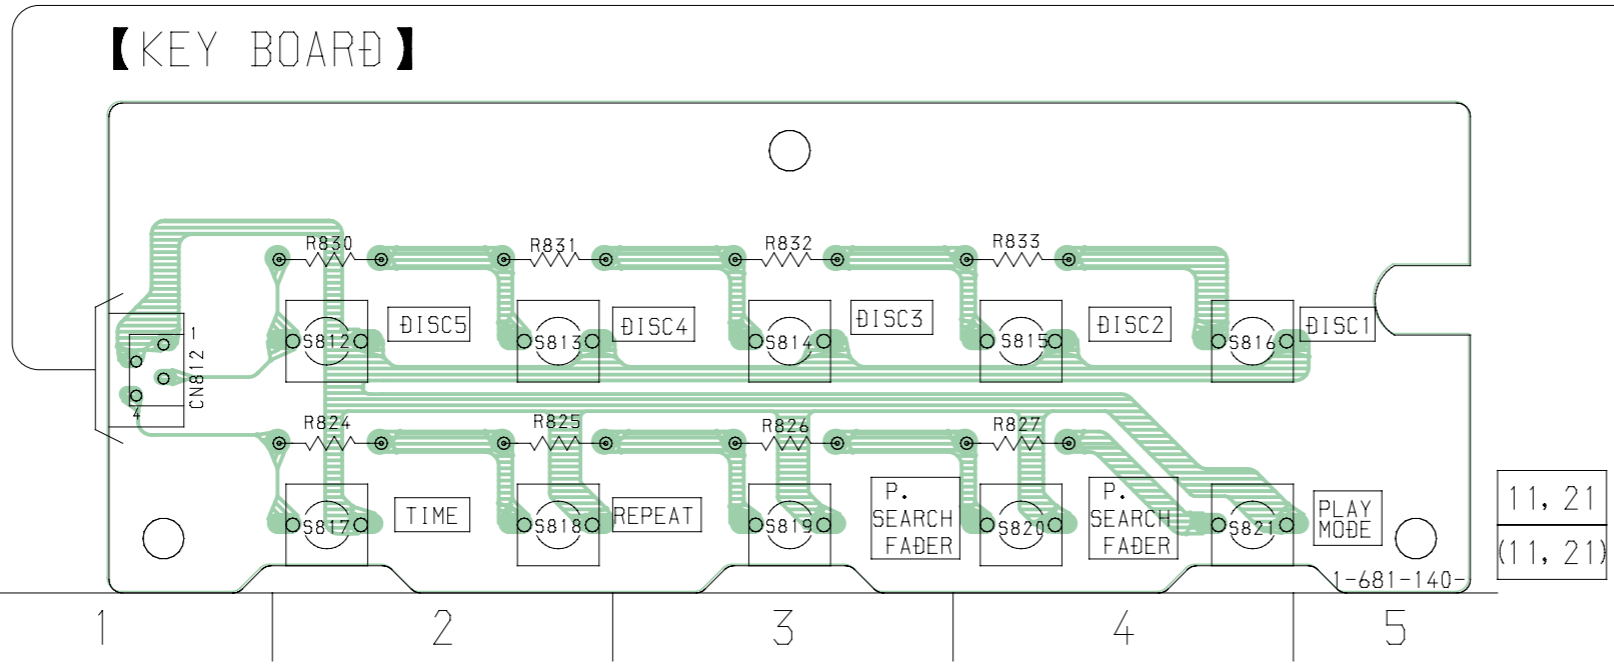 【KEY BOARD】
R830
R831
R832
R833
S812
DISC5
S813
DISC4
S814
DISC3
S815
DISC2
S816
DISC1
1
CN812
4
R824
R825
R826
R827
S817
TIME
S818
REPEAT
S819
P.
SEARCH
FADER
S820
P.
SEARCH
FADER
S821
PLAY
MODE
1-681-140-
11, 21
(11, 21)
1
2
3
4
5